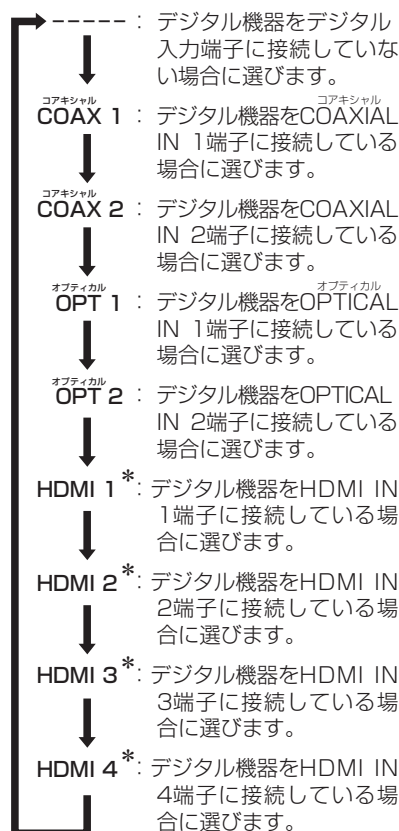 -----： デジタル機器をデジタル
入力端子に接続していな
い場合に選びます。
コアキシャル コアキシャル
COAX 1： デジタル機器をCOAXIAL
IN 1端子に接続している
場合に選びます。
コアキシャル
COAX 2： デジタル機器をCOAXIAL
IN 2端子に接続している
場合に選びます。
オプティカル オプティカル
OPT 1： デジタル機器をOPTICAL
IN 1端子に接続している
場合に選びます。
オプティカル
OPT 2： デジタル機器をOPTICAL
IN 2端子に接続している
場合に選びます。
HDMI 1*： デジタル機器をHDMI IN
1端子に接続している場
合に選びます。
HDMI 2*： デジタル機器をHDMI IN
2端子に接続している場
合に選びます。
HDMI 3*： デジタル機器をHDMI IN
3端子に接続している場
合に選びます。
HDMI 4*： デジタル機器をHDMI IN
4端子に接続している場
合に選びます。